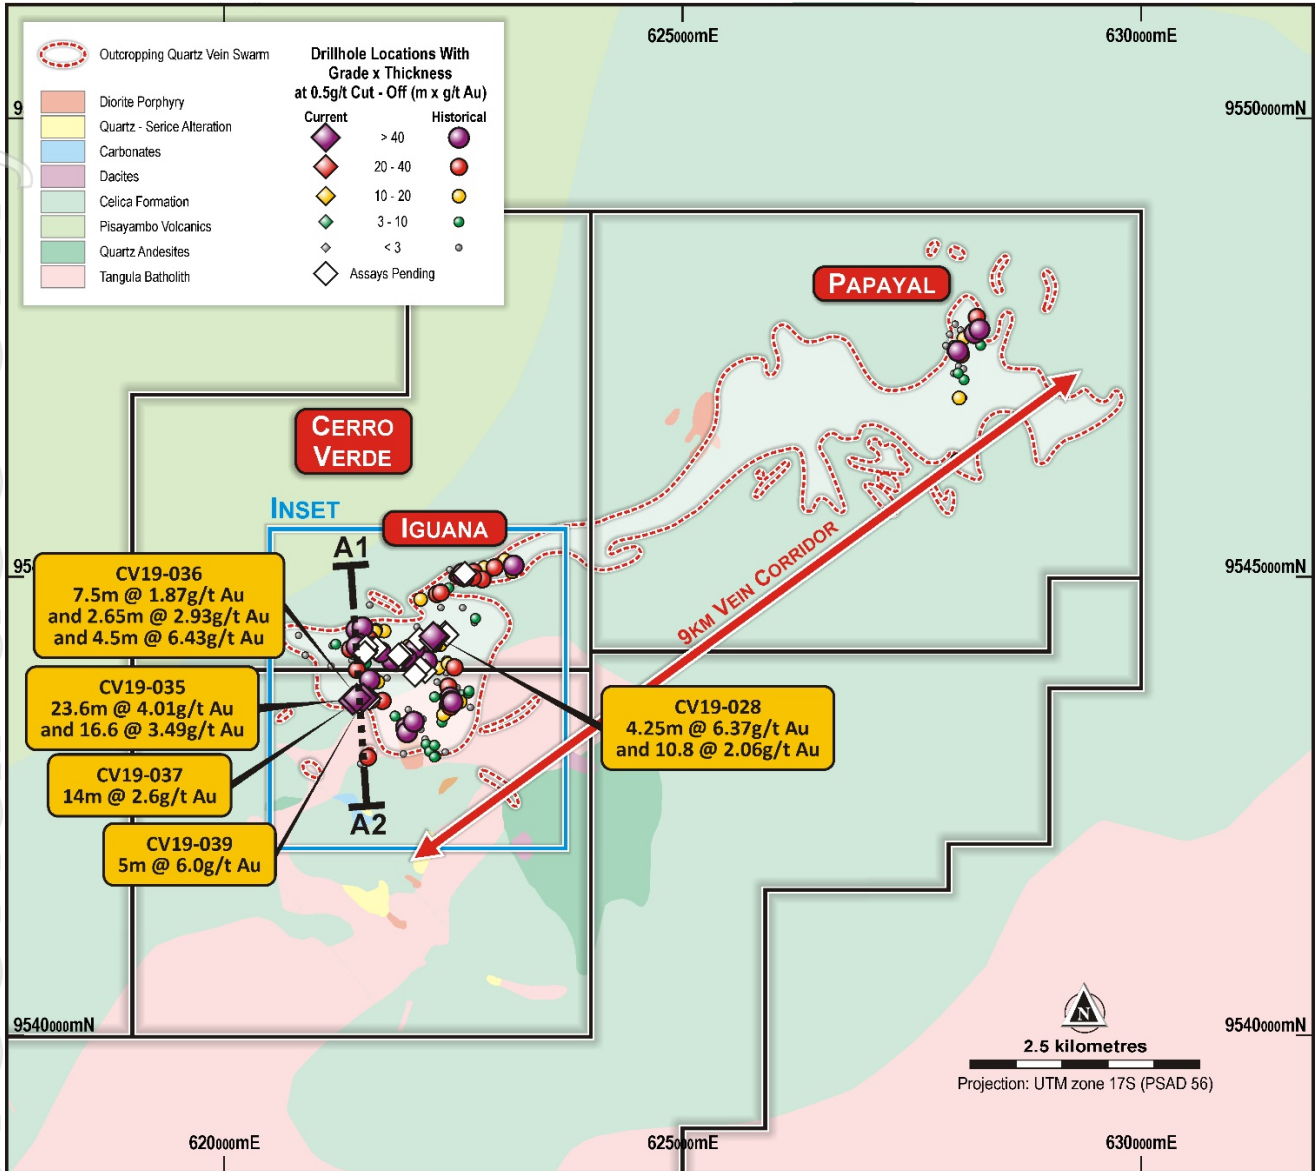 625000mE
630000mE
Outcropping Quartz Vein Swarm
Diorite Porphyry
Quartz - Serice Alteration
Carbonates
Dacites
Celica Formation
Pisayambo Volcanics
Quartz Andesites
Tangula Batholith
Drillhole Locations With
Grade x Thickness
at 0.5g/t Cut - Off (m x g/t Au)
Current
Historical
> 40
20 - 40
10 - 20
3 - 10
< 3
Assays Pending
9
9550000mN
PAPAYAL
CERRO
VERDE
INSET
IGUANA
A1
95
9545000mN
CV19-036
7.5m @ 1.87g/t Au
and 2.65m @ 2.93g/t Au
and 4.5m @ 6.43g/t Au
9KM VEIN CORRIDOR
CV19-035
23.6m @ 4.01g/t Au
and 16.6 @ 3.49g/t Au
CV19-028
4.25m @ 6.37g/t Au
and 10.8 @ 2.06g/t Au
CV19-037
14m @ 2.6g/t Au
A2
CV19-039
5m @ 6.0g/t Au
9540000mN
N
9540000mN
2.5 kilometres
Projection: UTM zone 17S (PSAD 56)
620000mE
625000mE
630000mE